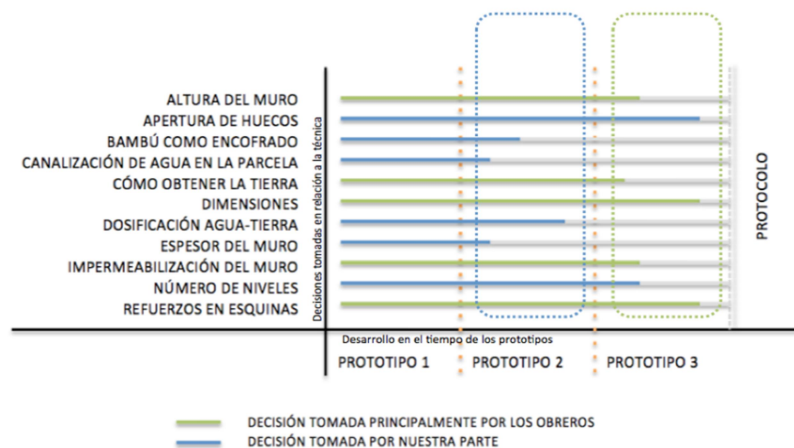 ALTURA DEL MURO
APERTURA DE HUECOS
BAMBÚ COMO ENCOFRADO
CANALIZACIÓN DE AGUA EN LA PARCELA
CÓMO OBTENER LA TIERRA
DIMENSIONES
DOSIFICACIÓN AGUA-TIERRA
ESPESOR DEL MURO
IMPERMEABILIZACIÓN DEL MURO
NÚMERO DE NIVELES
REFUERZOS EN ESQUINAS
Decisiones tomadas en relación a la técnica
PROTOCOLO
Desarrollo en el tiempo de los prototipos
PROTOTIPO 1 PROTOTIPO 2 PROTOTIPO 3
DECISIÓN TOMADA PRINCIPALMENTE POR LOS OBREROS
DECISIÓN TOMADA POR NUESTRA PARTE